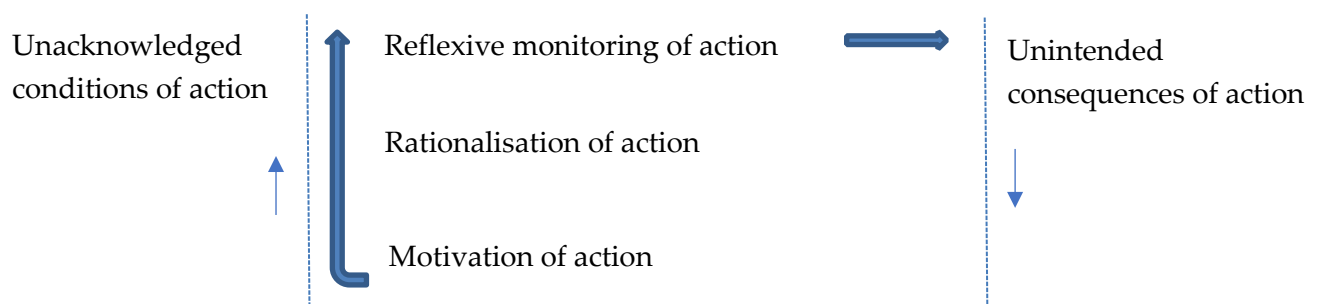 Unacknowledged
conditions of action
Reflexive monitoring of action
Rationalisation of action
Motivation of action
Unintended
consequences of action